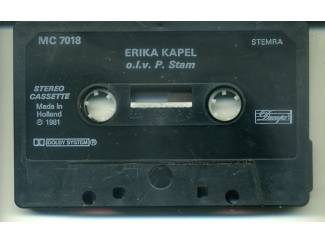 MC 7018
STEMRA
ERIKA KAPEL
o.l.v. P. Stam
STEREO
CASSETTE
Made in
Holland
© 1981
DOLBY SYSTEM ®